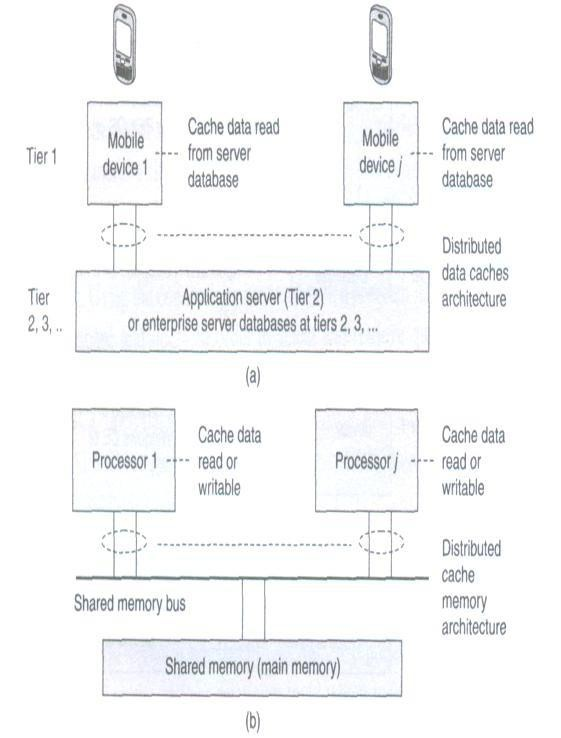 Tier 1
Mobile
device 1
Cache data read
from server
database
Mobile
device j
Cache data read
from server
database
Distributed
data caches
architecture
Tier
2, 3, ..
Application server (Tier 2)
or enterprise server databases at tiers 2, 3, ...
(a)
Processor 1
Cache data
read or
writable
Processor j
Cache data
read or
writable
Distributed
cache
memory
architecture
Shared memory bus
Shared memory (main memory)
(b)